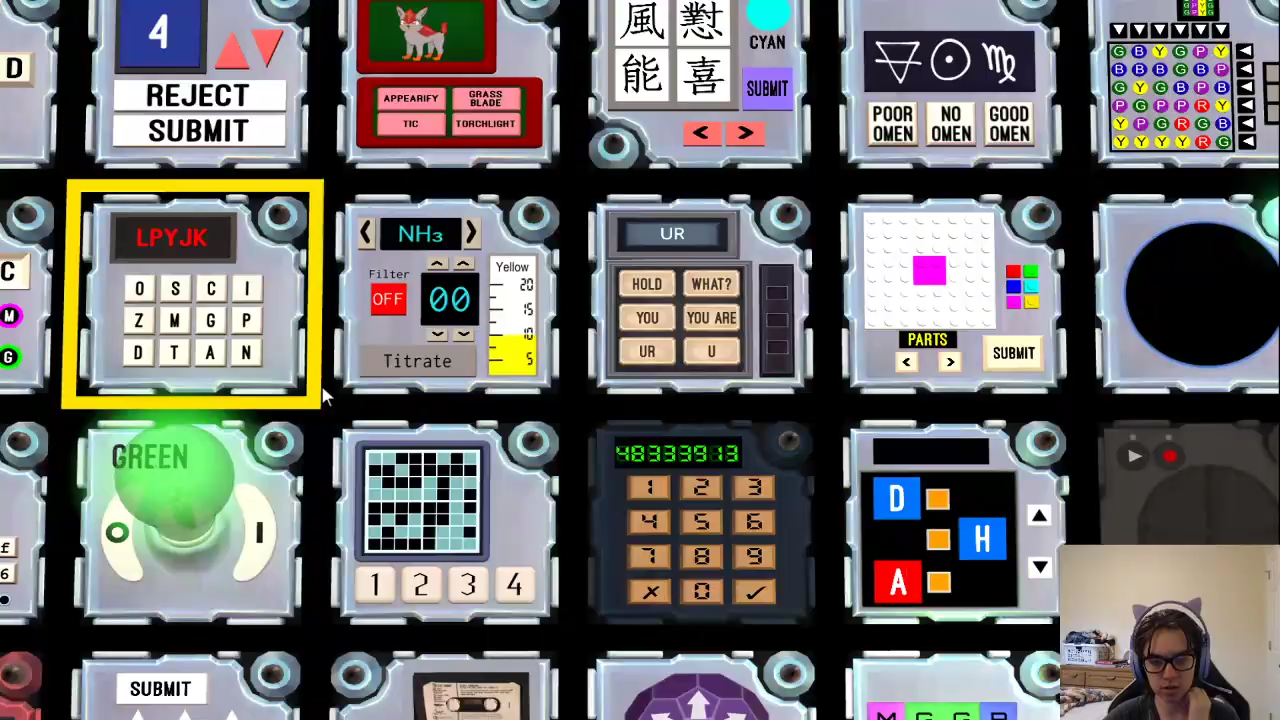 D
4
REJECT
SUBMIT
APPEARIFY
GRASS
BLADE
TIC
TORCHLIGHT
風 懟
能 喜
CYAN
SUBMIT
< >
POOR
OMEN
NO
OMEN
GOOD
OMEN
G B Y G P Y
B B B G B P
G Y G B P G
P G P P R Y
Y P G R G B
Y Y Y Y R G
C
M
G
LPYJK
O S C I
Z M G P
D T A N
NH₃
Filter
OFF
00
Titrate
Yellow
20
15
10
5
UR
HOLD WHAT?
YOU YOU ARE
UR U
PARTS
< >
SUBMIT
f
6
GREEN
O I
1 2 3 4
48333913
1 2 3
4 5 6
7 8 9
× 0 ✓
D
H
A
SUBMIT
M G G B